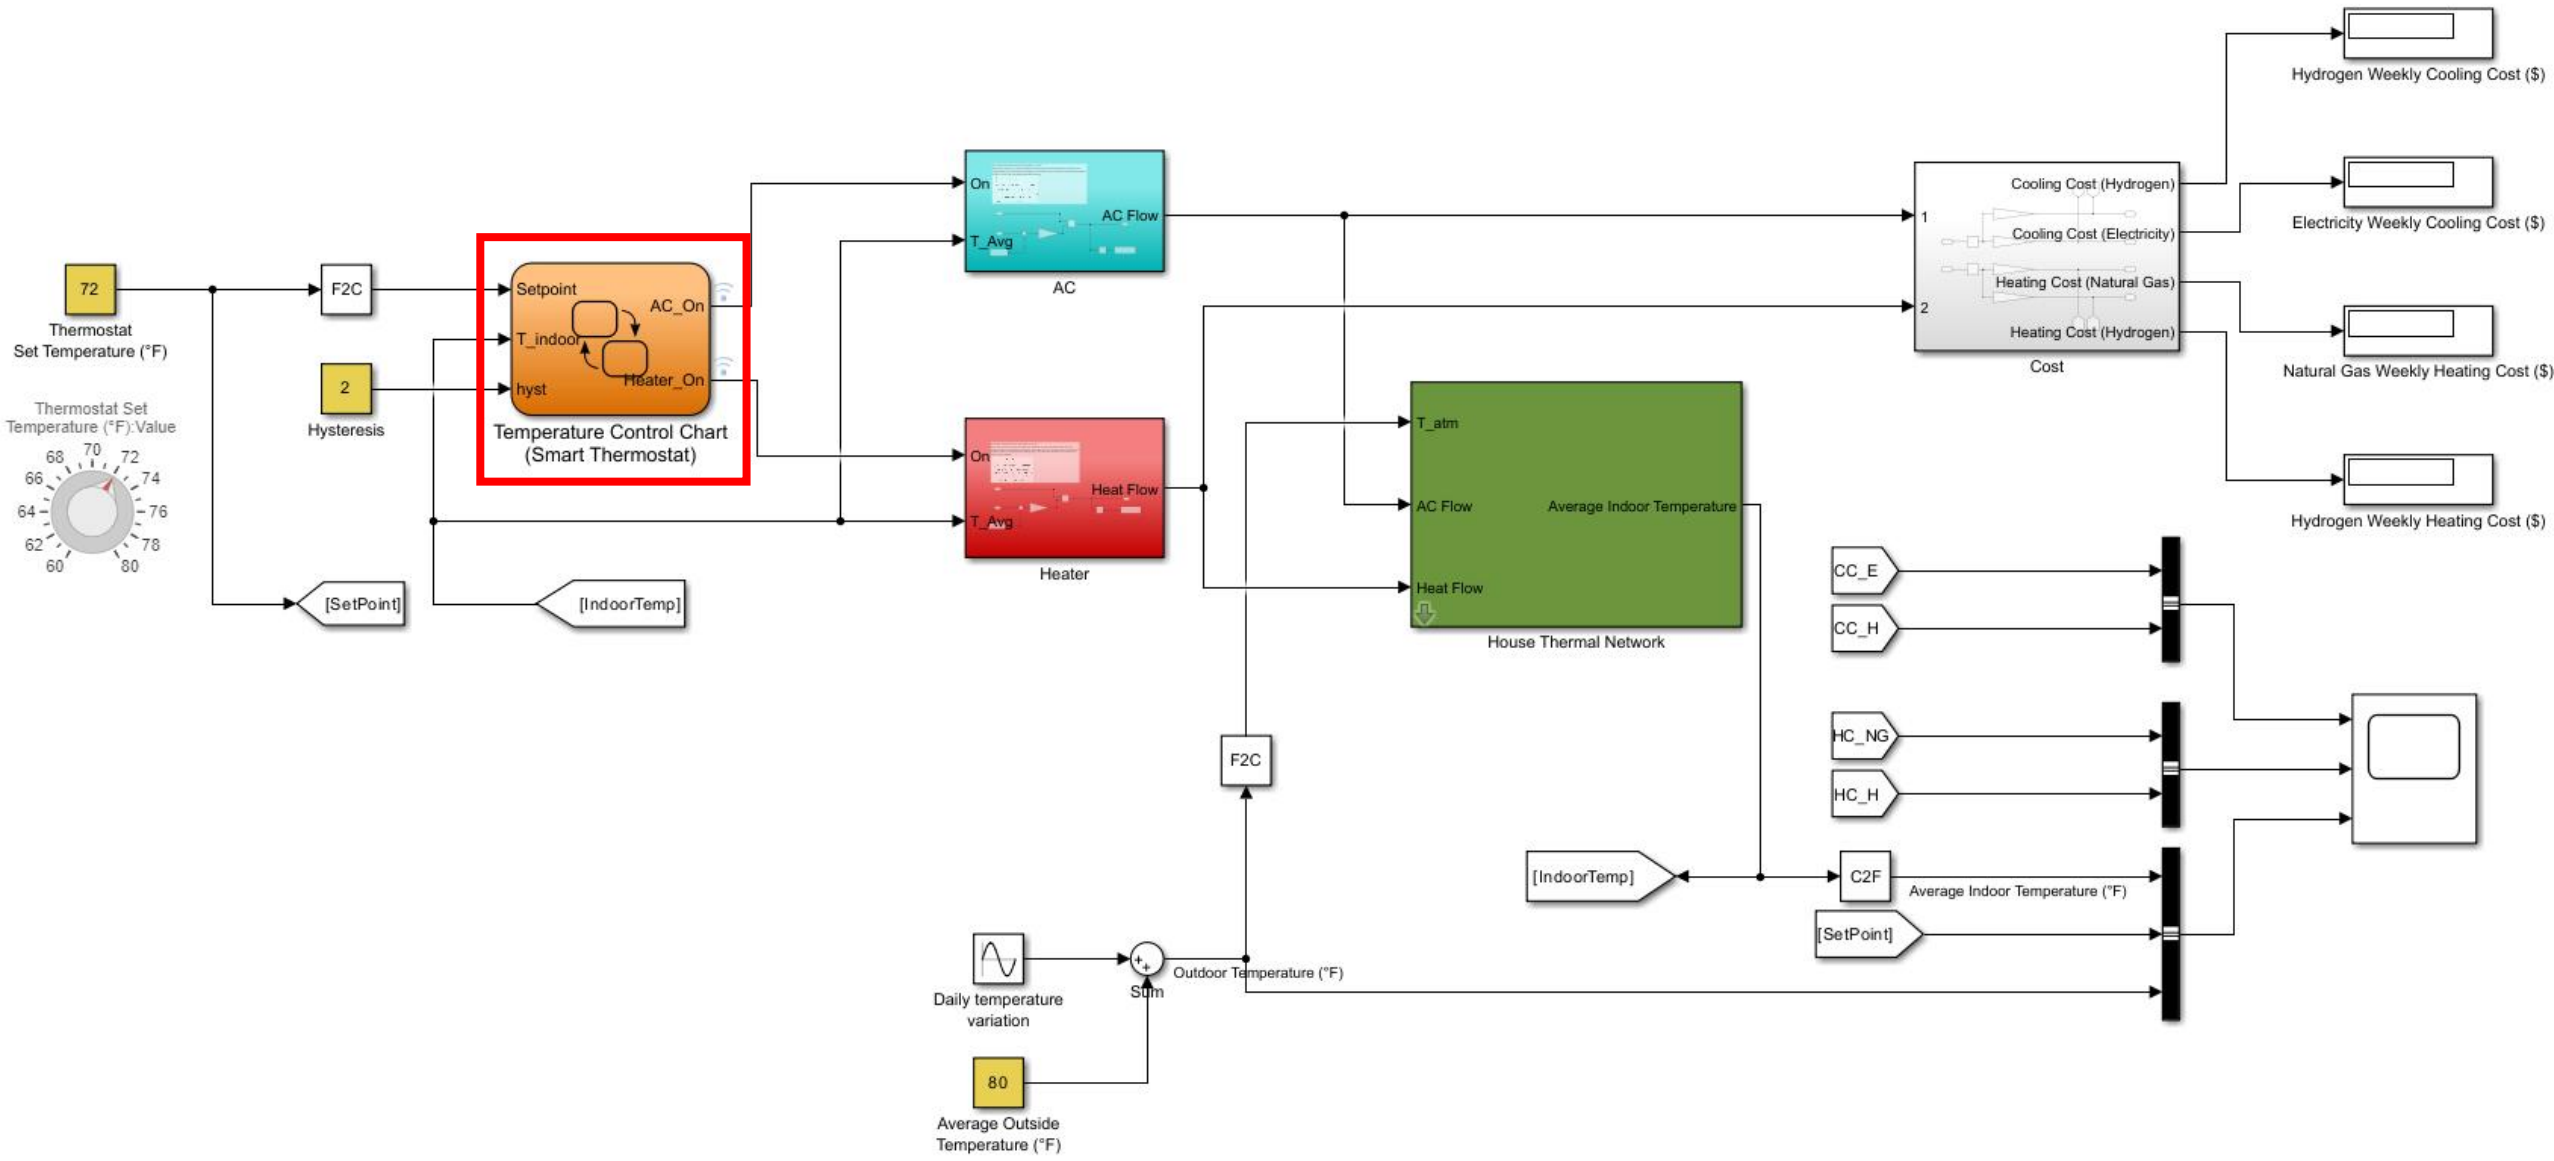 Hydrogen Weekly Cooling Cost ($)
Electricity Weekly Cooling Cost ($)
Natural Gas Weekly Heating Cost ($)
Hydrogen Weekly Heating Cost ($)
1
2
Cooling Cost (Hydrogen)
Cooling Cost (Electricity)
Heating Cost (Natural Gas)
Heating Cost (Hydrogen)
Cost
On
T_Avg
AC Flow
AC
72
Thermostat
Set Temperature (°F)
F2C
2
Hysteresis
Setpoint
T_indoor
hyst
AC_On
Heater_On
Temperature Control Chart
(Smart Thermostat)
Thermostat Set
Temperature (°F):Value
60
62
64
66
68
70
72
74
76
78
80
[SetPoint]
[IndoorTemp]
On
T_Avg
Heat Flow
Heater
T_atm
AC Flow
Heat Flow
Average Indoor Temperature
House Thermal Network
CC_E
CC_H
HC_NG
HC_H
F2C
[IndoorTemp]
C2F
Average Indoor Temperature (°F)
[SetPoint]
Daily temperature
variation
Sum
Outdoor Temperature (°F)
80
Average Outside
Temperature (°F)